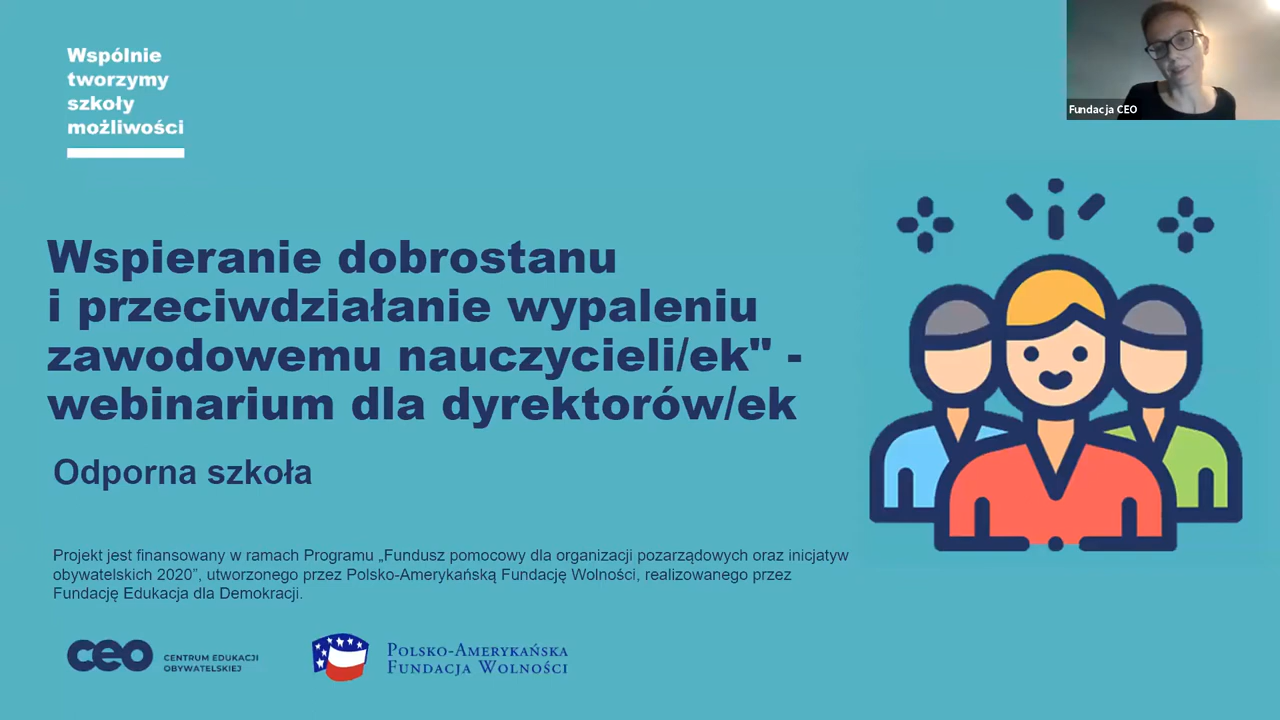 Wspólnie
tworzymy
szkoły
możliwości
Fundacja CEO
Wspieranie dobrostanu
i przeciwdziałanie wypaleniu
zawodowemu nauczycieli/ek" -
webinarium dla dyrektorów/ek
Odporna szkoła
Projekt jest finansowany w ramach Programu „Fundusz pomocowy dla organizacji pozarządowych oraz inicjatyw
obywatelskich 2020”, utworzonego przez Polsko-Amerykańską Fundację Wolności, realizowanego przez
Fundację Edukacja dla Demokracji.
ceo
CENTRUM EDUKACJI
OBYWATELSKIEJ
POLSKO-AMERYKAŃSKA
FUNDACJA WOLNOŚCI